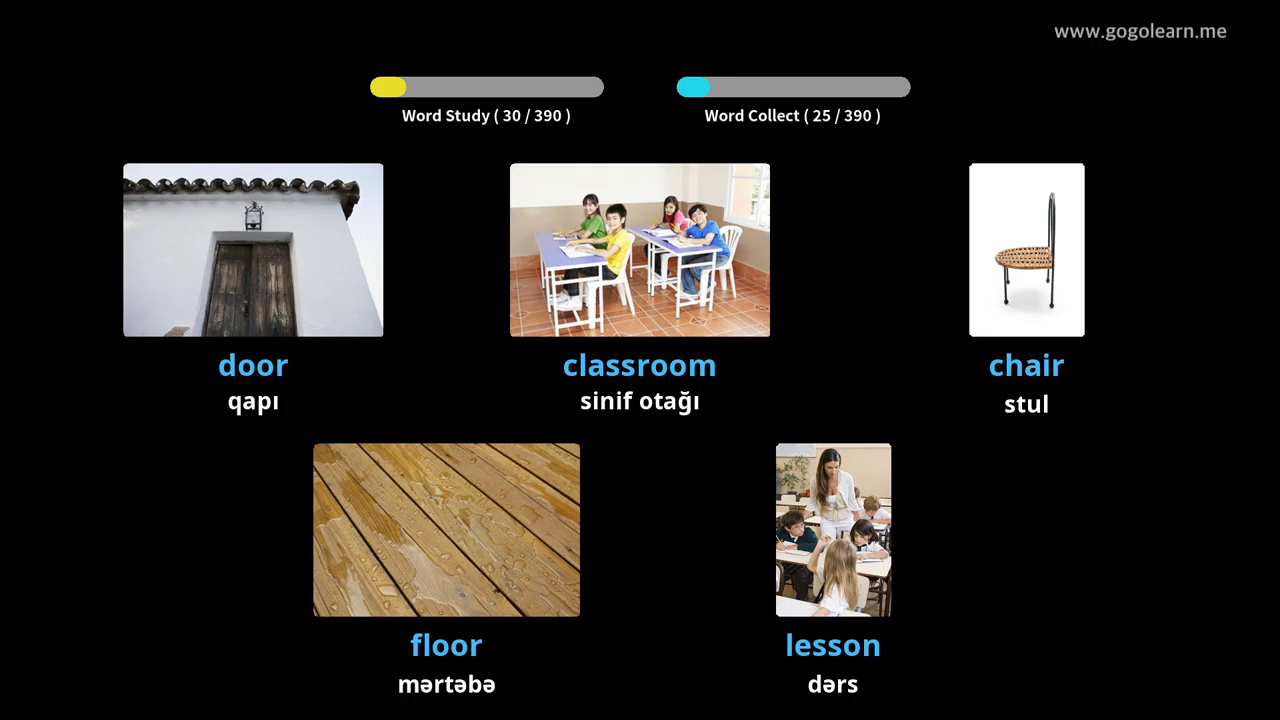 www.gogolearn.me
Word Study ( 30 / 390 )
Word Collect ( 25 / 390 )
door
qapı
classroom
sinif otağı
chair
stul
floor
mərtəbə
lesson
dərs